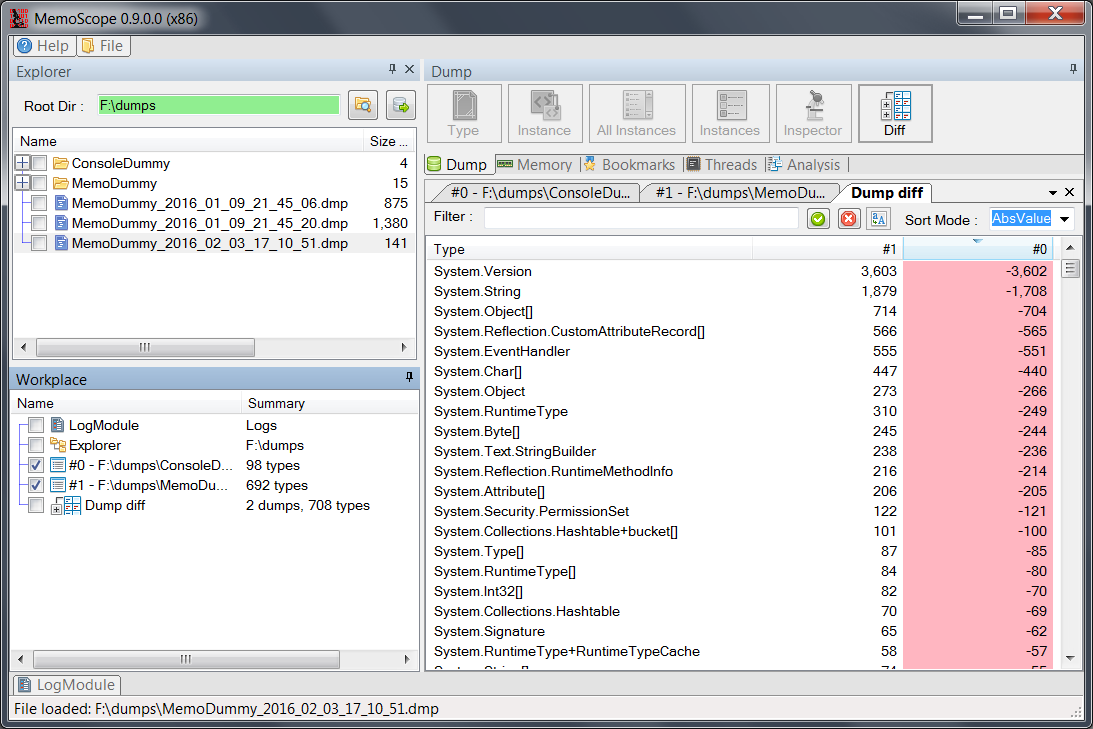 MemoScope 0.9.0.0 (x86)
Help File
Explorer
Root Dir : F:\dumps
Name Size ...
ConsoleDummy 4
MemoDummy 15
MemoDummy_2016_01_09_21_45_06.dmp 875
MemoDummy_2016_01_09_21_45_20.dmp 1,380
MemoDummy_2016_02_03_17_10_51.dmp 141
Workplace
Name Summary
LogModule Logs
Explorer F:\dumps
#0 - F:\dumps\ConsoleD... 98 types
#1 - F:\dumps\MemoDu... 692 types
Dump diff 2 dumps, 708 types
Dump
Type Instance All Instances Instances Inspector Diff
Dump Memory Bookmarks Threads Analysis
#0 - F:\dumps\ConsoleDu... #1 - F:\dumps\MemoDu... Dump diff
Filter : Sort Mode : AbsValue
Type #1 #0
System.Version 3,603 -3,602
System.String 1,879 -1,708
System.Object[] 714 -704
System.Reflection.CustomAttributeRecord[] 566 -565
System.EventHandler 555 -551
System.Char[] 447 -440
System.Object 273 -266
System.RuntimeType 310 -249
System.Byte[] 245 -244
System.Text.StringBuilder 238 -236
System.Reflection.RuntimeMethodInfo 216 -214
System.Attribute[] 206 -205
System.Security.PermissionSet 122 -121
System.Collections.Hashtable+bucket[] 101 -100
System.Type[] 87 -85
System.RuntimeType[] 84 -80
System.Int32[] 82 -70
System.Collections.Hashtable 70 -69
System.Signature 65 -62
System.RuntimeType+RuntimeTypeCache 58 -57
LogModule
File loaded: F:\dumps\MemoDummy_2016_02_03_17_10_51.dmp